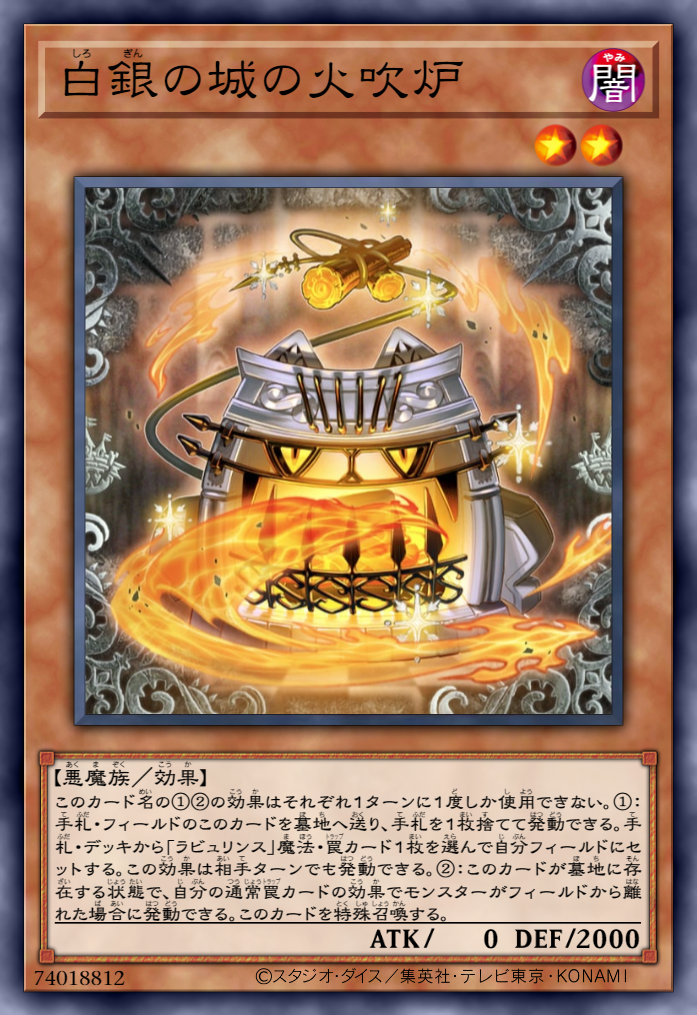 白銀の城の火吹炉
闇
【悪魔族／効果】
このカード名の①②の効果はそれぞれ1ターンに1度しか使用できない。①：
手札・フィールドのこのカードを墓地へ送り、手札を1枚捨てて発動できる。手
札・デッキから「ラビュリンス」魔法・罠カード1枚を選んで自分フィールドにセ
ットする。この効果は相手ターンでも発動できる。②：このカードが墓地に存
在する状態で、自分の通常罠カードの効果でモンスターがフィールドから離
れた場合に発動できる。このカードを特殊召喚する。
ATK/ 0 DEF/2000
74018812 ©スタジオ・ダイス／集英社・テレビ東京・KONAMI